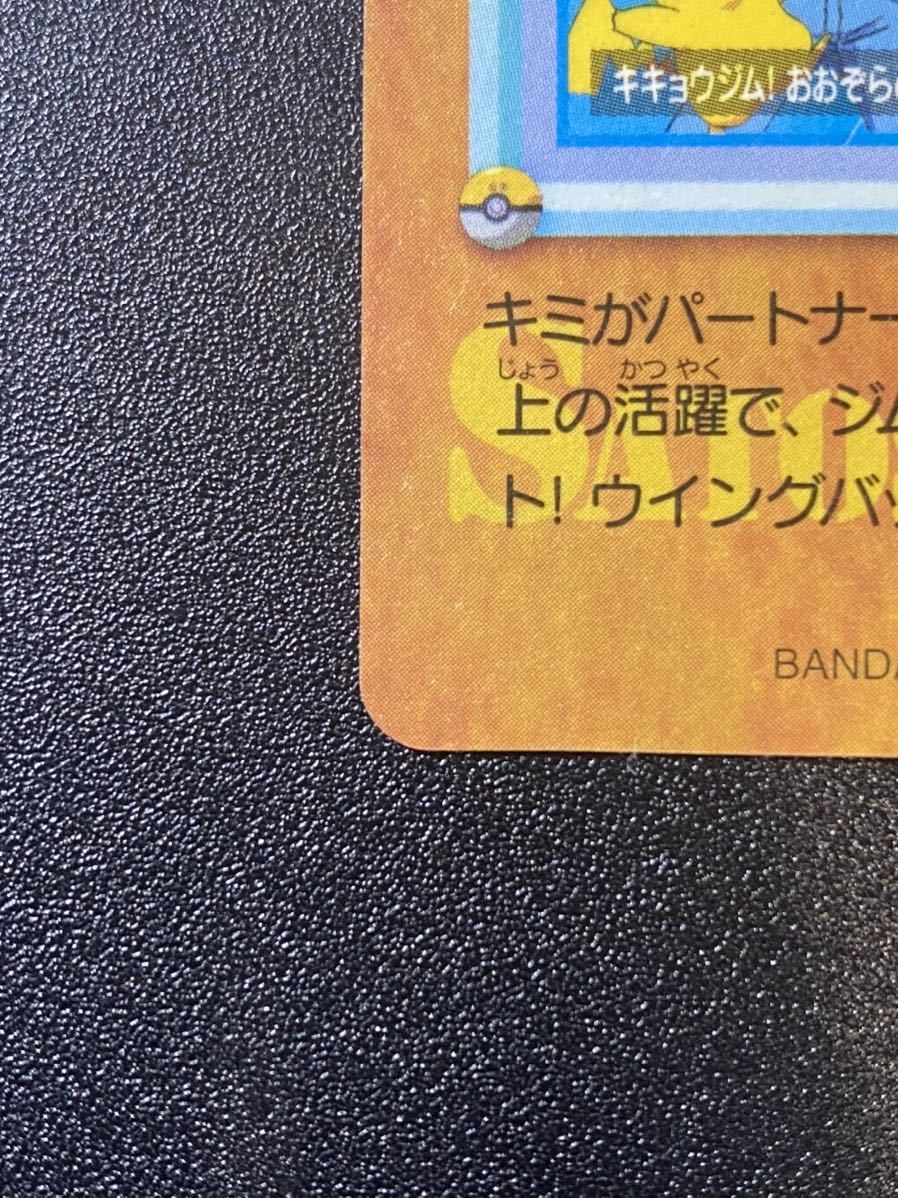 キキョウジム!おおぞらの
キミがパートナー
じょう かつ やく
上の活躍で、ジム
ト!ウイングバッ
BANDA